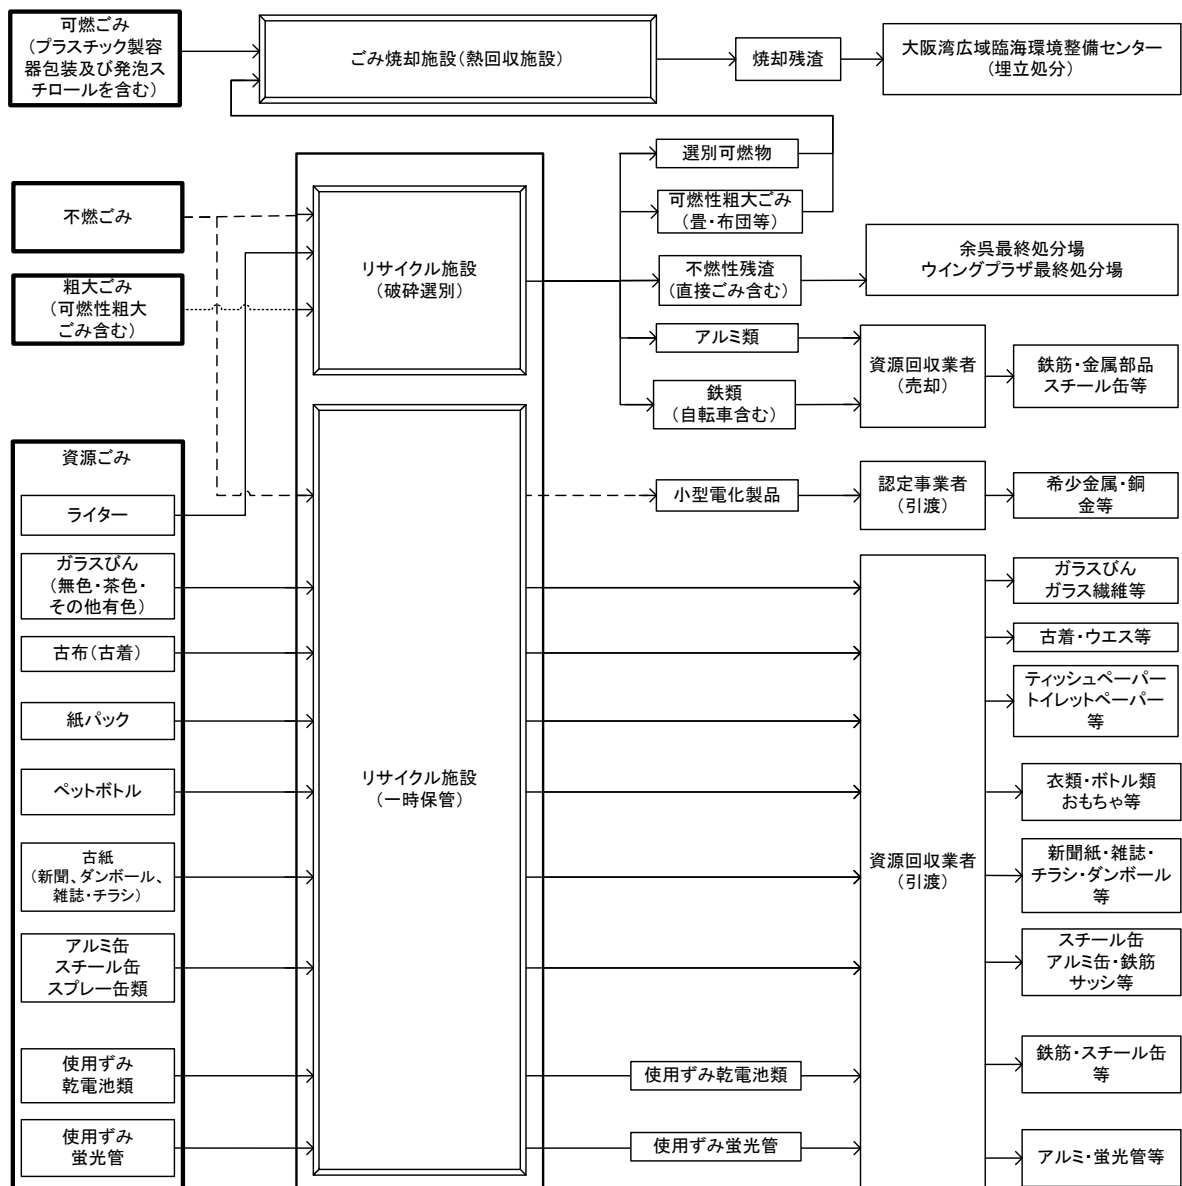 可燃ごみ
(プラスチック製容
器包装及び発泡ス
チロールを含む)
ごみ焼却施設(熱回収施設)
焼却残渣
大阪湾広域臨海環境整備センター
(埋立処分)
選別可燃物
可燃性粗大ごみ
(畳・布団等)
不燃ごみ
リサイクル施設
(破砕選別)
不燃性残渣
(直接ごみ含む)
余呉最終処分場
ウイングプラザ最終処分場
粗大ごみ
(可燃性粗大
ごみ含む)
アルミ類
鉄類
(自転車含む)
資源回収業者
(売却)
鉄筋・金属部品
スチール缶等
資源ごみ
ライター
小型電化製品
認定事業者
(引渡)
希少金属・銅
金等
ガラスびん
(無色・茶色・
その他有色)
ガラスびん
ガラス繊維等
古布(古着)
古着・ウエス等
紙パック
ティッシュペーパー
トイレットペーパー
等
ペットボトル
リサイクル施設
(一時保管)
衣類・ボトル類
おもちゃ等
古紙
(新聞、ダンボール、
雑誌・チラシ)
資源回収業者
(引渡)
新聞紙・雑誌・
チラシ・ダンボール
等
アルミ缶
スチール缶
スプレー缶類
スチール缶
アルミ缶・鉄筋
サッシ等
使用ずみ
乾電池類
使用ずみ乾電池類
鉄筋・スチール缶
等
使用ずみ
蛍光管
使用ずみ蛍光管
アルミ・蛍光管等